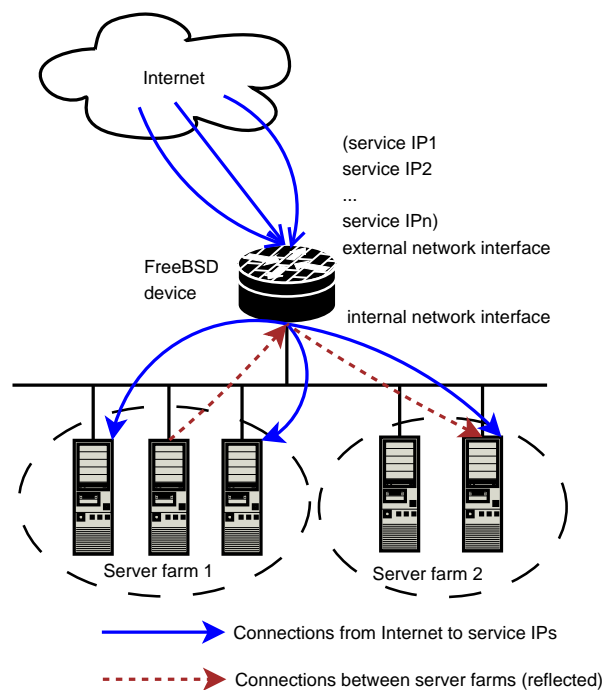 Internet
(service IP1
service IP2
...
service IPn)
external network interface
FreeBSD
device
internal network interface
Server farm 1
Server farm 2
Connections from Internet to service IPs
Connections between server farms (reflected)